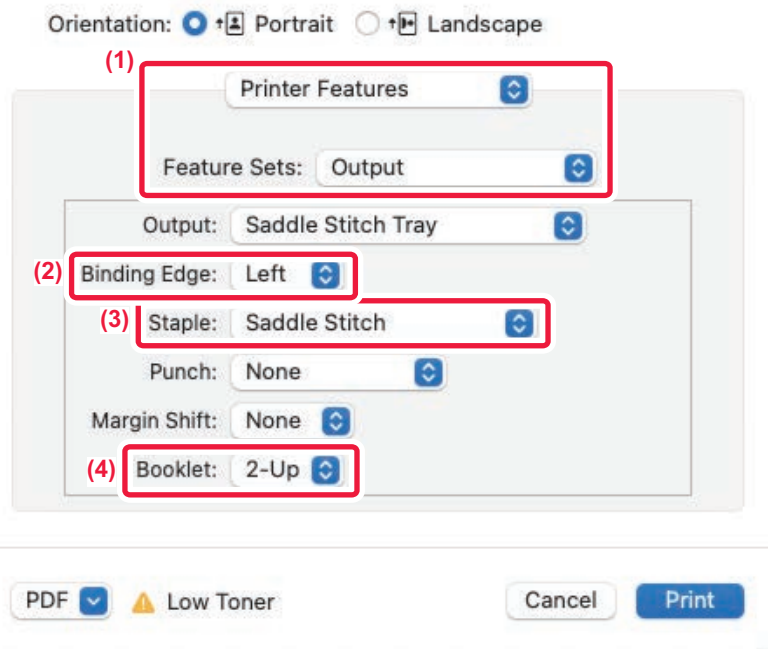 Orientation: Portrait Landscape
(1)
Printer Features
Feature Sets: Output
Output: Saddle Stitch Tray
(2) Binding Edge: Left
(3) Staple: Saddle Stitch
Punch: None
Margin Shift: None
(4) Booklet: 2-Up
PDF Low Toner Cancel Print